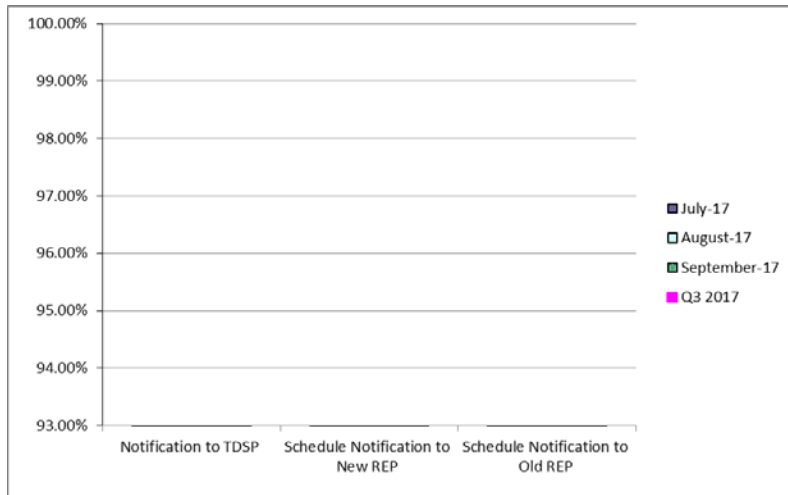 100.00%
99.00%
98.00%
97.00%
96.00%
95.00%
94.00%
93.00%
Notification to TDSP
Schedule Notification to
New REP
Schedule Notification to
Old REP
July-17
August-17
September-17
Q3 2017